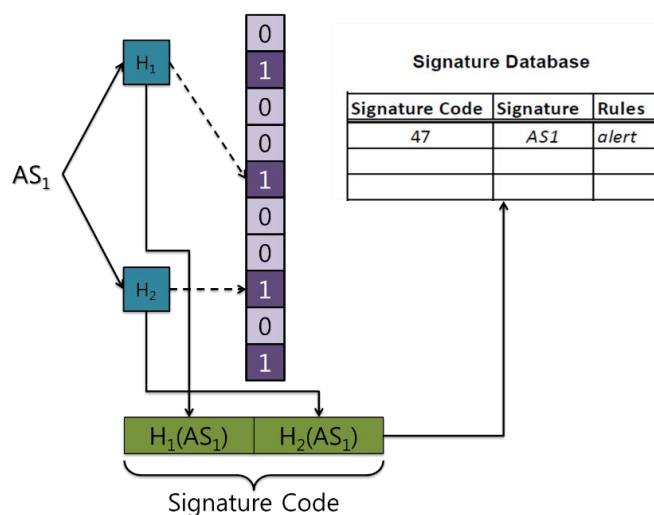 AS₁
H₁
H₂
0
1
0
0
1
0
0
1
0
1
H₁(AS₁) H₂(AS₁)
Signature Code
Signature Database
Signature Code Signature Rules
47 AS1 alert